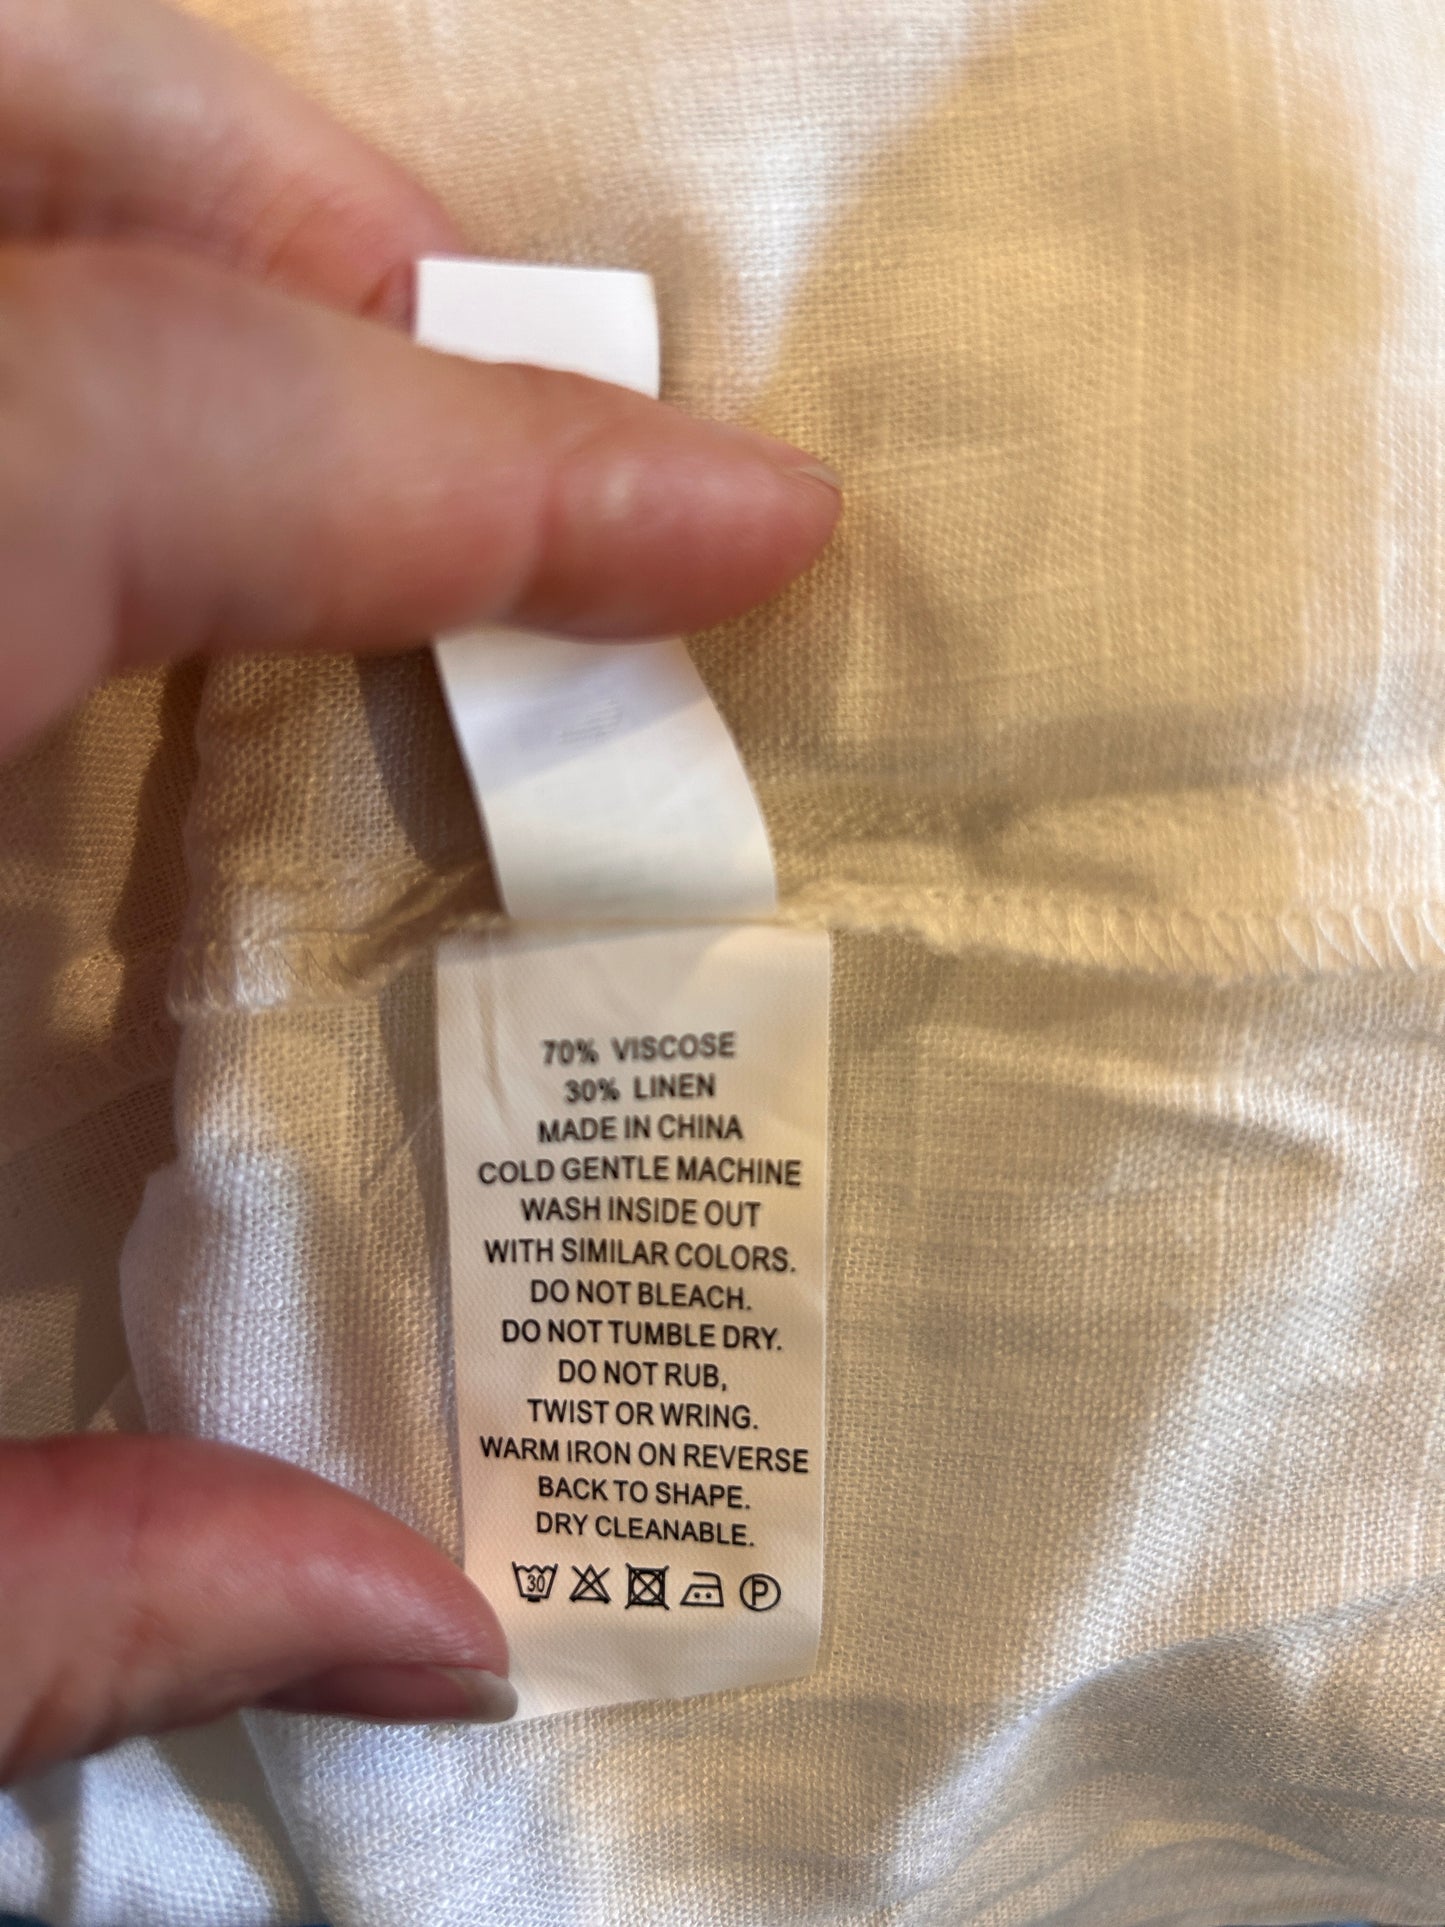 70% VISCOSE
30% LINEN
MADE IN CHINA
COLD GENTLE MACHINE
WASH INSIDE OUT
WITH SIMILAR COLORS.
DO NOT BLEACH.
DO NOT TUMBLE DRY.
DO NOT RUB,
TWIST OR WRING.
WARM IRON ON REVERSE
BACK TO SHAPE.
DRY CLEANABLE.
30 P